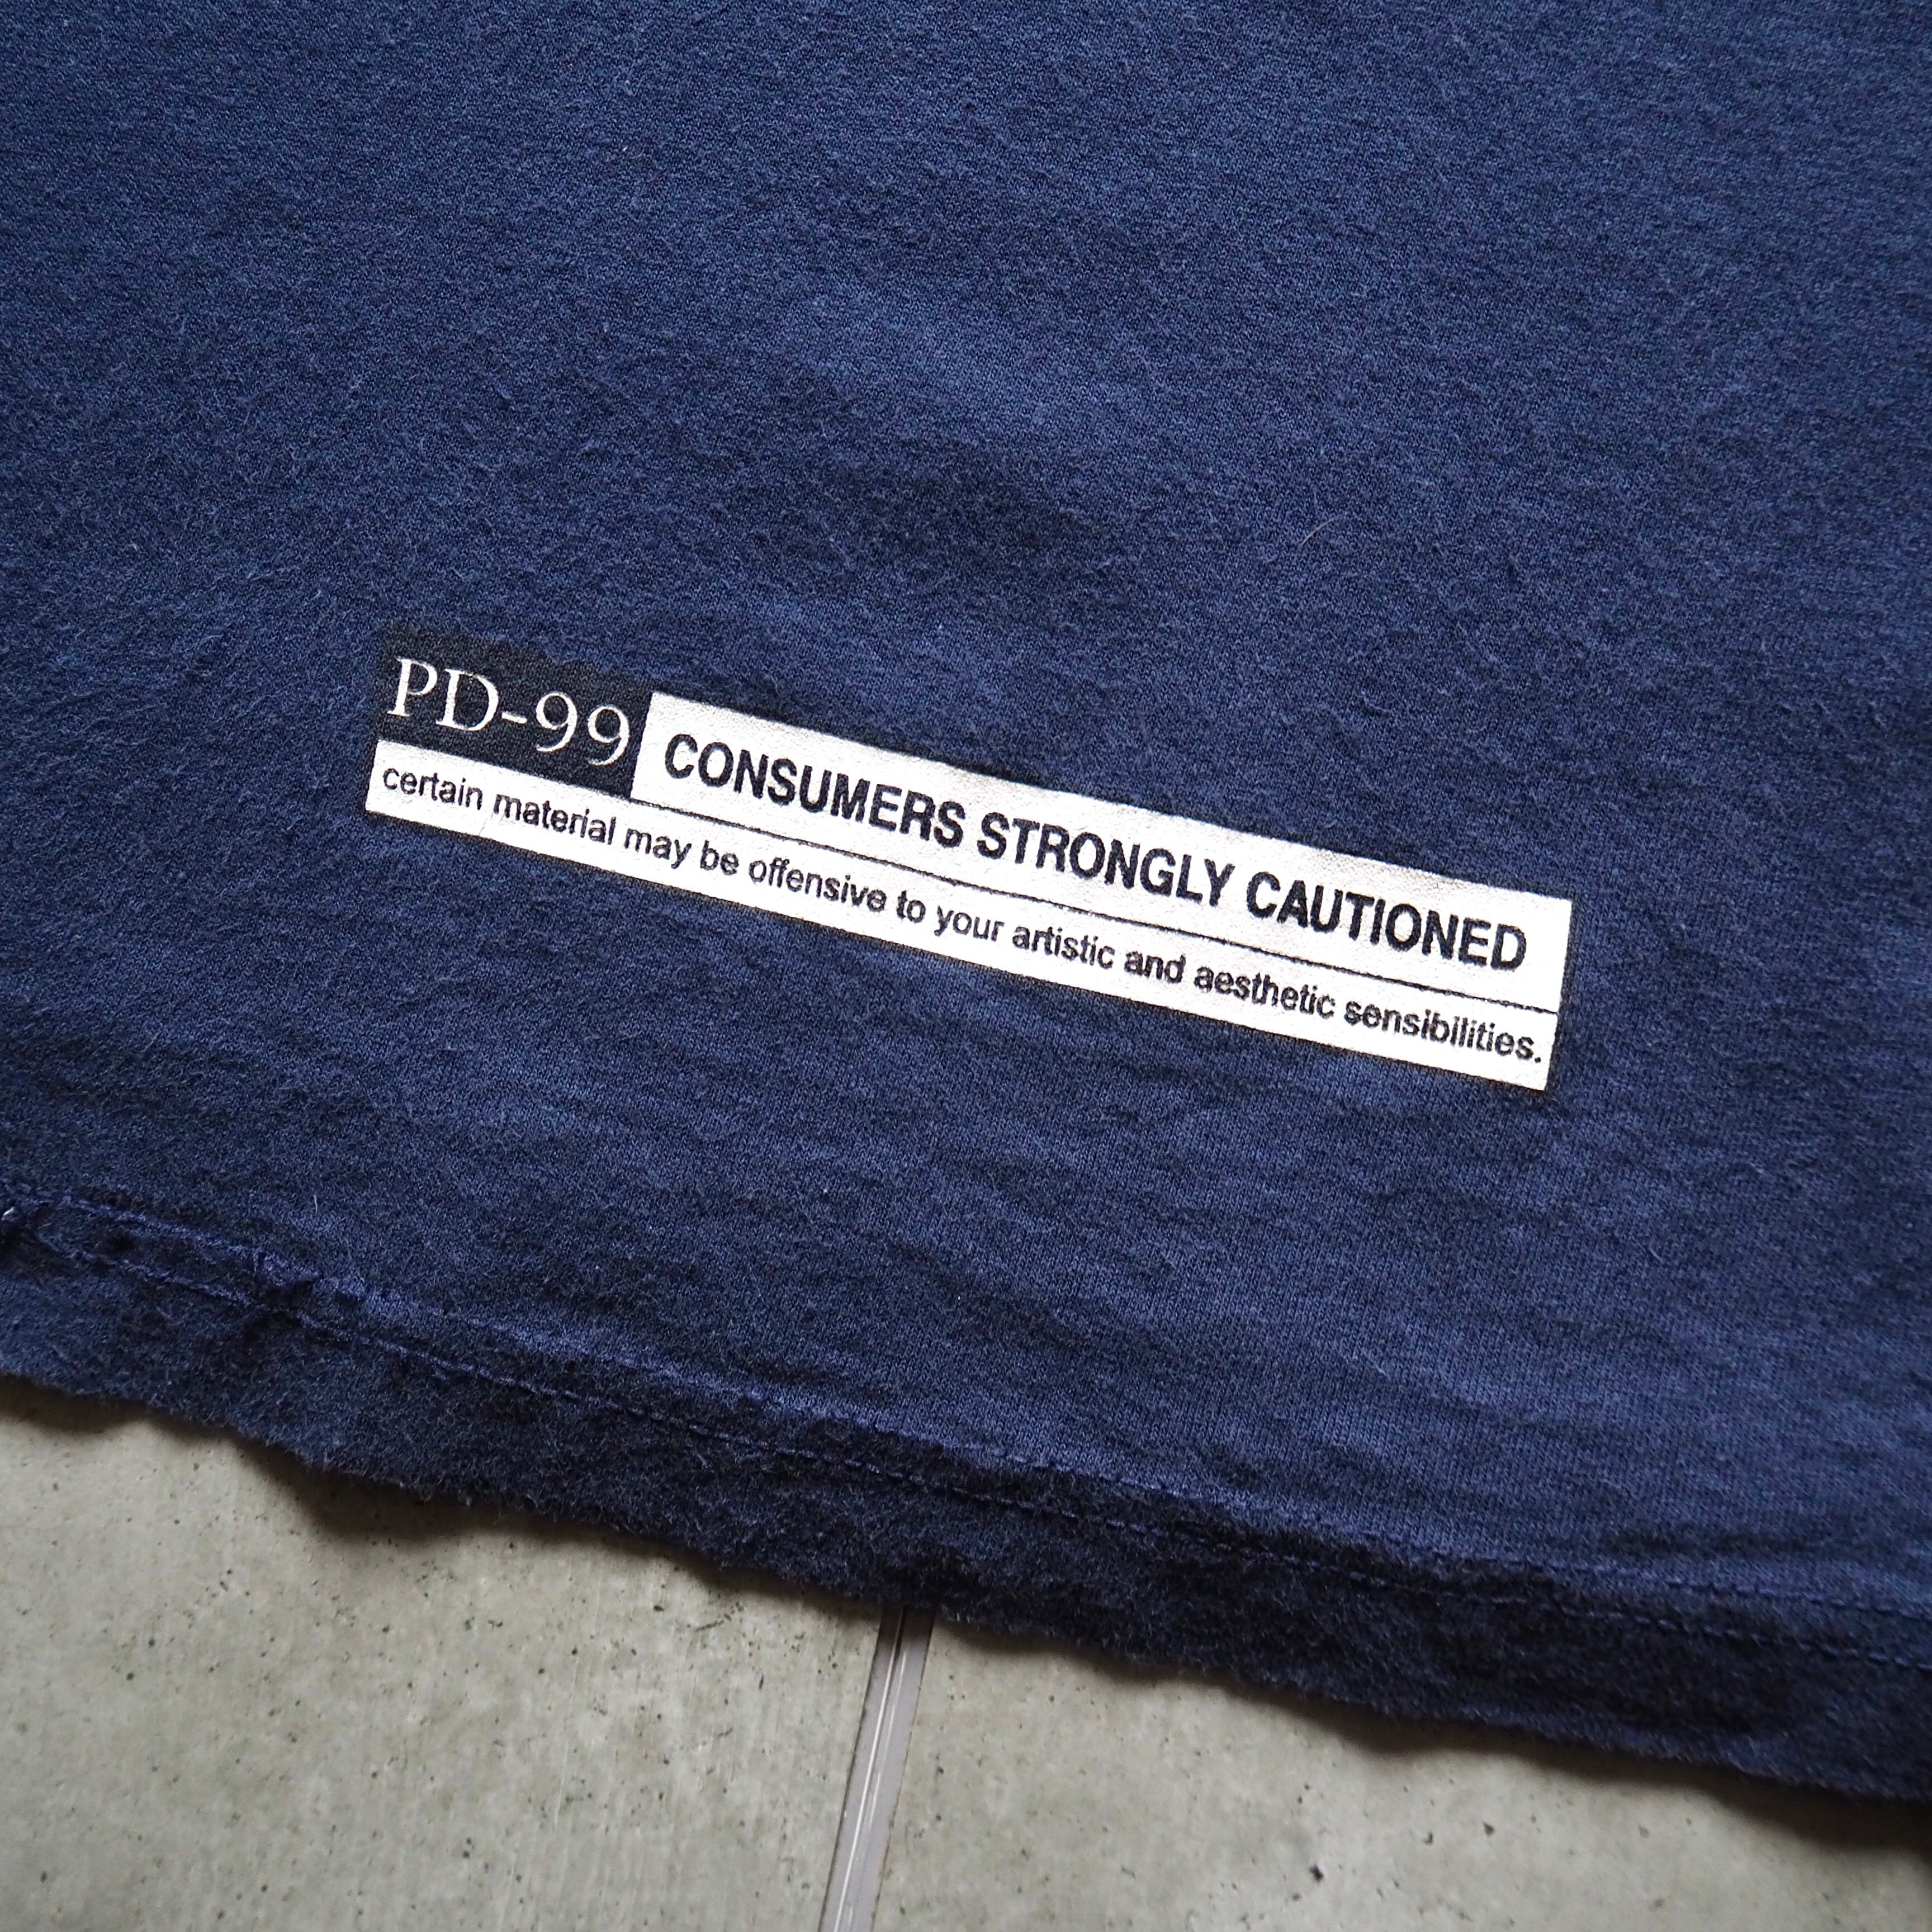 PD-99 CONSUMERS STRONGLY CAUTIONED
certain material may be offensive to your artistic and aesthetic sensibilities.